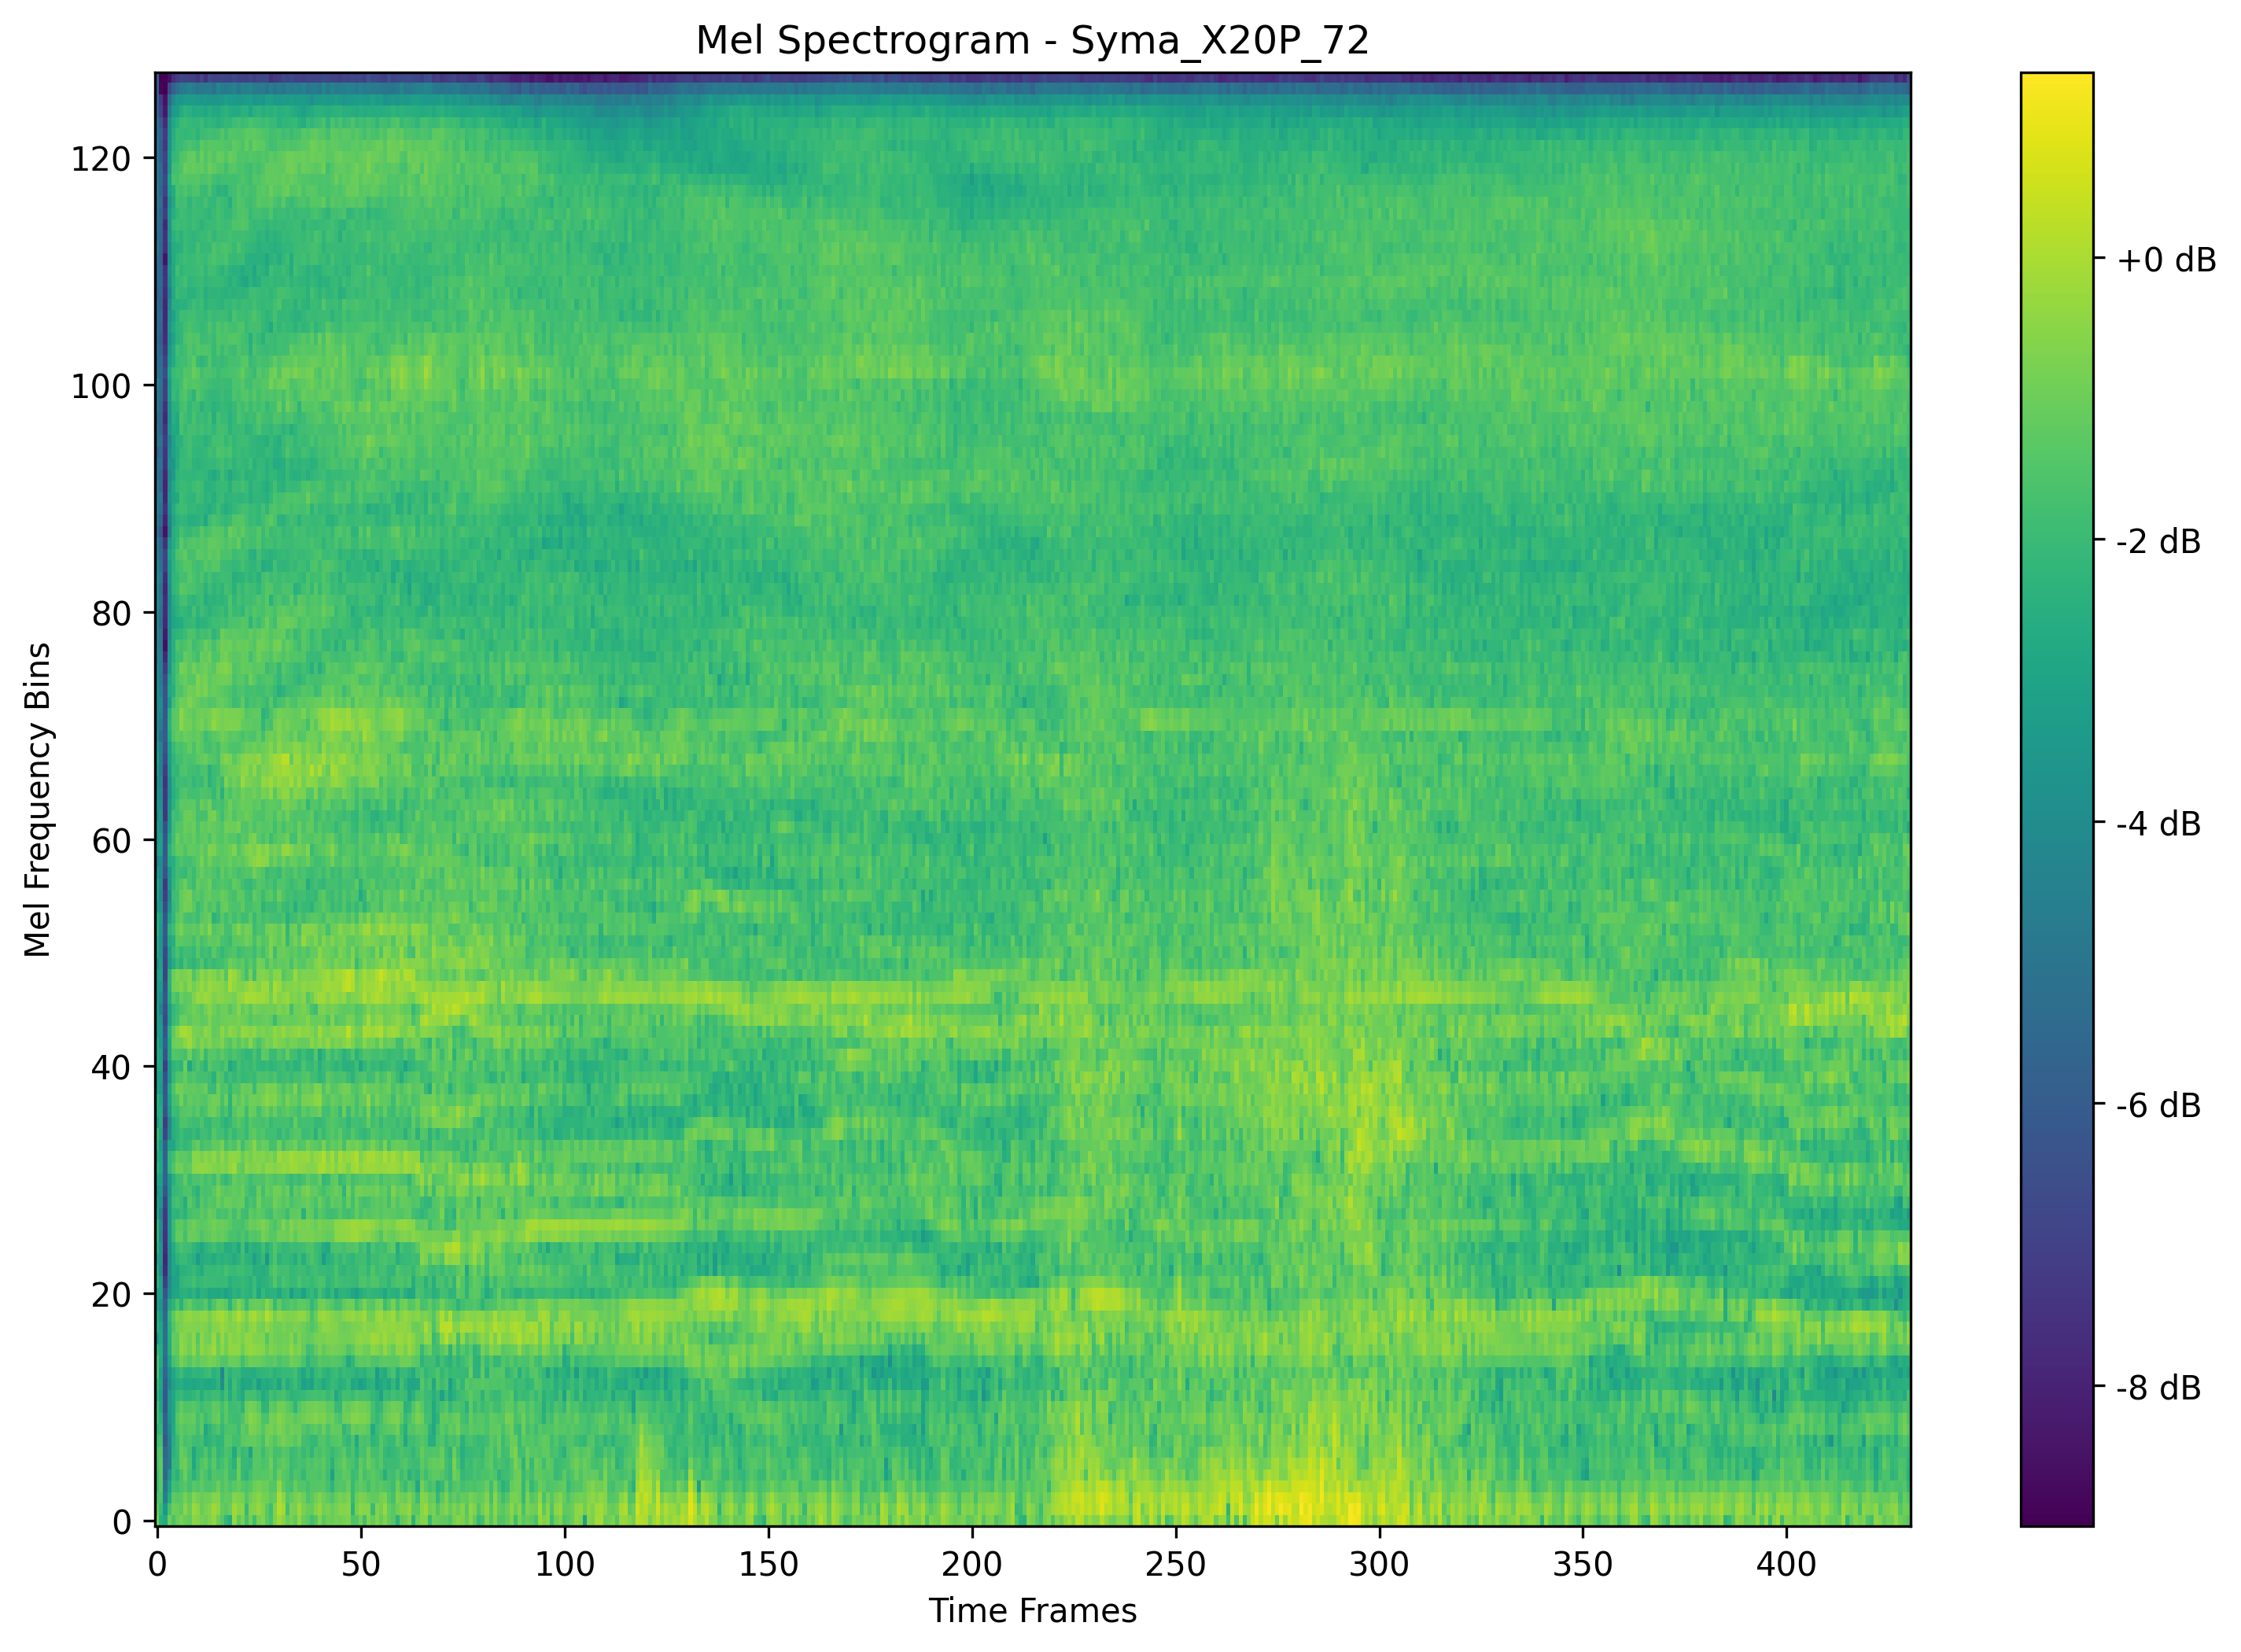 Mel Spectrogram - Syma_X20P_72
Mel Frequency Bins
120
100
80
60
40
20
0
0 50 100 150 200 250 300 350 400
Time Frames
+0 dB
-2 dB
-4 dB
-6 dB
-8 dB